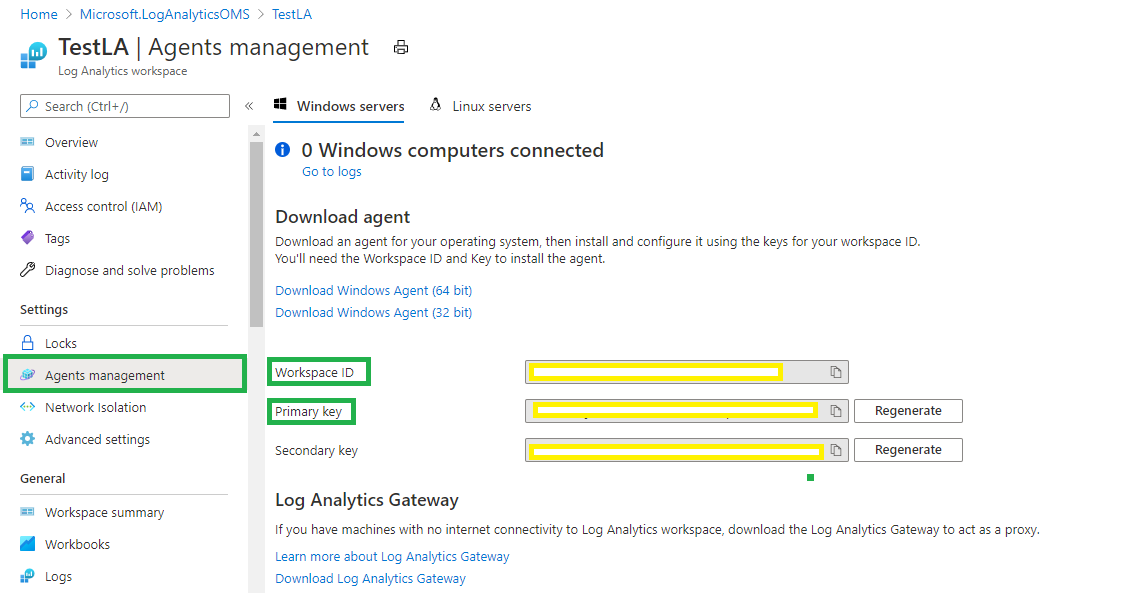 Home > Microsoft.LogAnalyticsOMS > TestLA
TestLA | Agents management
Log Analytics workspace
Search (Ctrl+/)
«
Overview
Activity log
Access control (IAM)
Tags
Diagnose and solve problems
Settings
Locks
Agents management
Network Isolation
Advanced settings
General
Workspace summary
Workbooks
Logs
Windows servers
Linux servers
0 Windows computers connected
Go to logs
Download agent
Download an agent for your operating system, then install and configure it using the keys for your workspace ID.
You'll need the Workspace ID and Key to install the agent.
Download Windows Agent (64 bit)
Download Windows Agent (32 bit)
Workspace ID
Primary key
Regenerate
Secondary key
Regenerate
Log Analytics Gateway
If you have machines with no internet connectivity to Log Analytics workspace, download the Log Analytics Gateway to act as a proxy.
Learn more about Log Analytics Gateway
Download Log Analytics Gateway